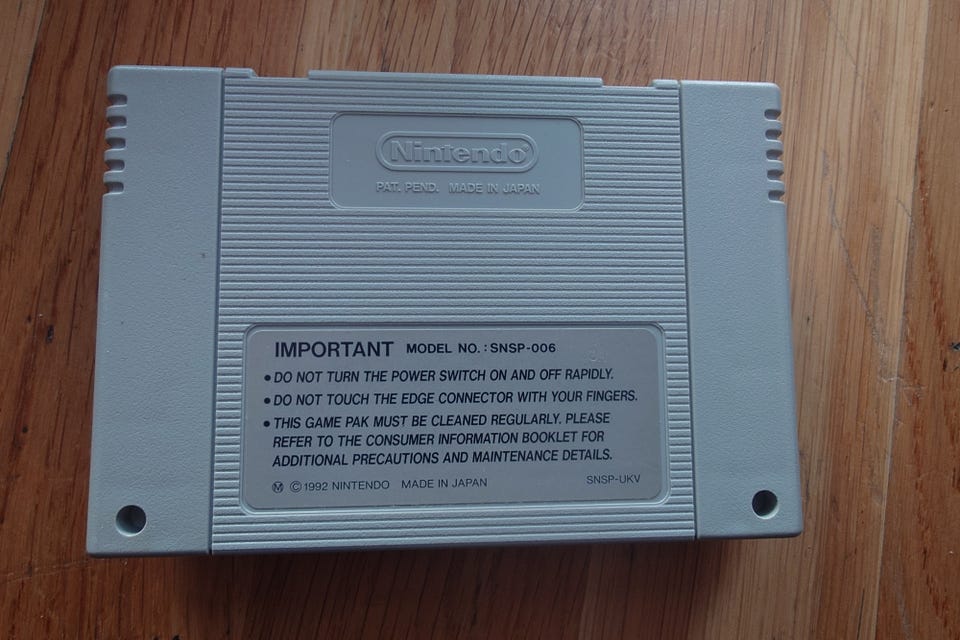 Nintendo®
PAT. PEND. MADE IN JAPAN
IMPORTANT MODEL NO.: SNSP-006
• DO NOT TURN THE POWER SWITCH ON AND OFF RAPIDLY.
• DO NOT TOUCH THE EDGE CONNECTOR WITH YOUR FINGERS.
• THIS GAME PAK MUST BE CLEANED REGULARLY. PLEASE
REFER TO THE CONSUMER INFORMATION BOOKLET FOR
ADDITIONAL PRECAUTIONS AND MAINTENANCE DETAILS.
Ⓜ ©1992 NINTENDO MADE IN JAPAN SNSP-UKV